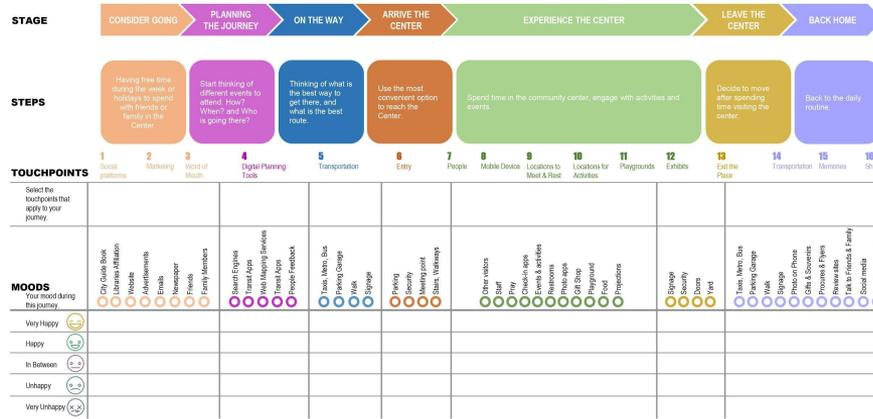 STAGE
CONSIDER GOING
PLANNING
THE JOURNEY
ON THE WAY
ARRIVE THE
CENTER
EXPERIENCE THE CENTER
LEAVE THE
CENTER
BACK HOME
STEPS
Having free time
during the week or
holidays to spend
with friends or
family in the
Center
Start thinking of
different events to
attend. How?
When? and Who
is going there?
Thinking of what is
the best way to
get there, and
what is the best
route.
Use the most
convenient option
to reach the
Center.
Spend time in the community center, engage with activities and
events.
Decide to move
after spending
time visiting the
center.
Back to the daily
routine.
TOUCHPOINTS
1
Social
platforms
2
Marketing
3
Word of
Mouth
4
Digital Planning
Tools
5
Transportation
6
Entry
7
People
8
Mobile Device
9
Locations to
Meet & Rest
10
Locations for
Activities
11
Playgrounds
12
Exhibits
13
Exit the
Place
14
Transportation
15
Memories
16
Select the
touchpoints that
apply to your
journey.
MOODS
Your mood during
this journey.
City Guide Book
Libraries Affiliation
Website
Advertisements
Emails
Newspaper
Friends
Family Members
Search Engines
Transit Apps
Web Mapping Services
Transit Apps
People Feedback
Taxis, Metro, Bus
Parking Garage
Walk
Signage
Parking
Security
Meeting point
Stairs, Walkways
Other visitors
Staff
Pray
Check-in apps
Events & activities
Restrooms
Photo apps
Gift Shop
Playground
Food
Projections
Signage
Security
Doors
Yard
Taxis, Metro, Bus
Parking Garage
Walk
Signage
Photo on Phone
Gifts & Souvenirs
Procures & Flyers
Review sites
Talk to Friends & Family
Social media
Very Happy
Happy
In Between
Unhappy
Very Unhappy